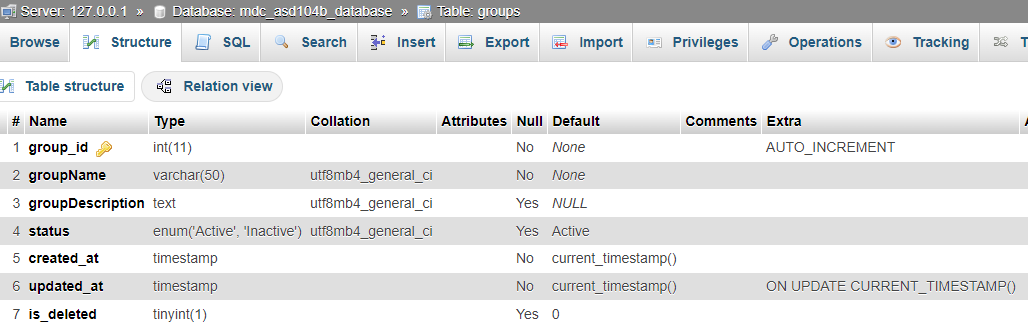 Server: 127.0.0.1 » Database: mdc_asd104b_database » Table: groups
Browse Structure SQL Search Insert Export Import Privileges Operations Tracking T
Table structure Relation view
# Name Type Collation Attributes Null Default Comments Extra
1 group_id int(11) No None AUTO_INCREMENT
2 groupName varchar(50) utf8mb4_general_ci No None
3 groupDescription text utf8mb4_general_ci Yes NULL
4 status enum('Active', 'Inactive') utf8mb4_general_ci Yes Active
5 created_at timestamp No current_timestamp()
6 updated_at timestamp No current_timestamp() ON UPDATE CURRENT_TIMESTAMP()
7 is_deleted tinyint(1) Yes 0